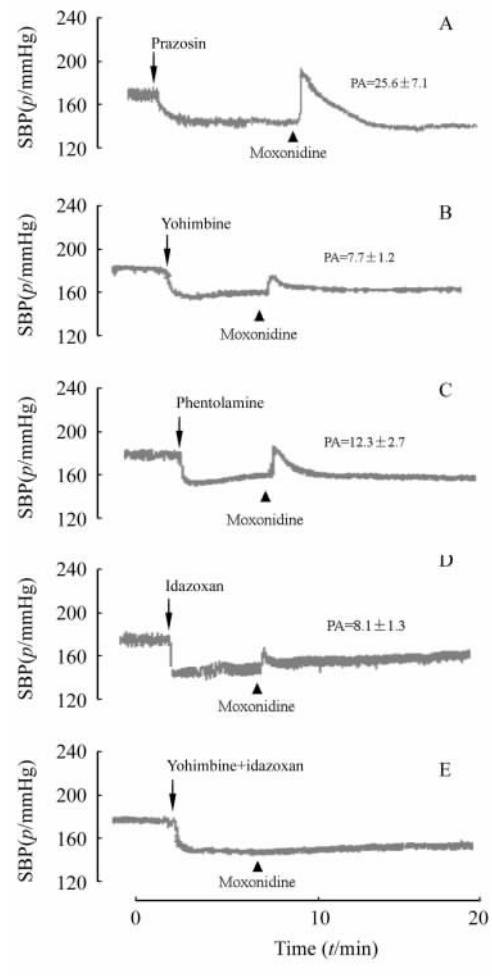 A
240
200
160
120
SBP(p/mmHg)
Prazosin
PA=25.6±7.1
Moxonidine
B
240
200
160
120
SBP(p/mmHg)
Yohimbine
PA=7.7±1.2
Moxonidine
C
240
200
160
120
SBP(p/mmHg)
Phentolamine
PA=12.3±2.7
Moxonidine
D
240
200
160
120
SBP(p/mmHg)
Idazoxan
PA=8.1±1.3
Moxonidine
E
240
200
160
120
SBP(p/mmHg)
Yohimbine+idazoxan
Moxonidine
0 10 20
Time (t/min)